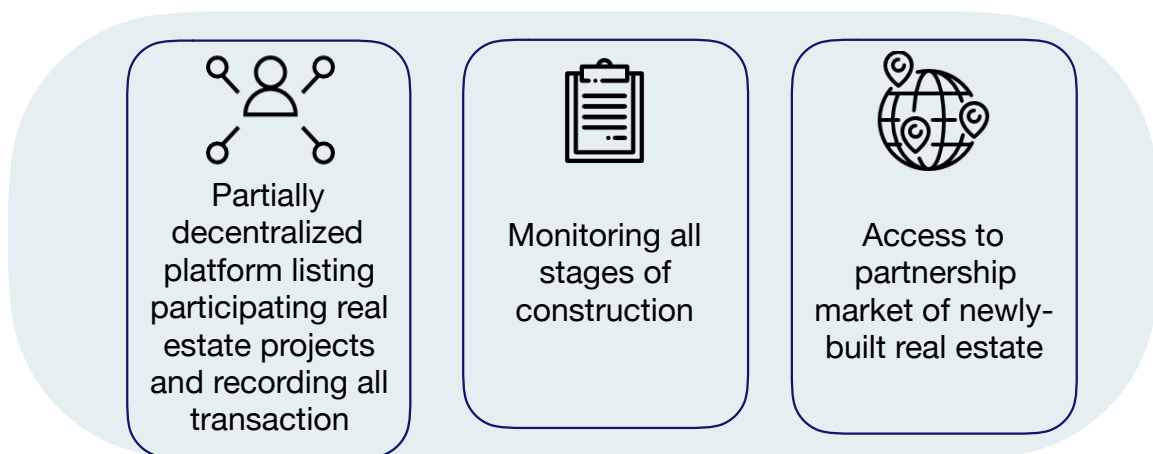 Partially
decentralized
platform listing
participating real
estate projects
and recording all
transaction
Monitoring all
stages of
construction
Access to
partnership
market of newly-
built real estate